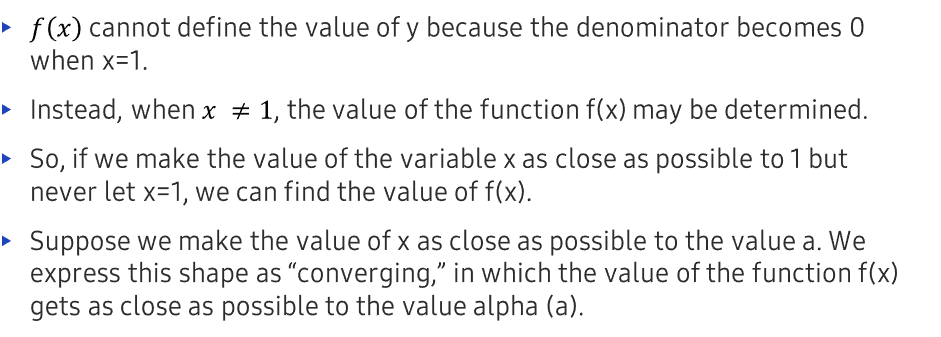 ▸ f(x) cannot define the value of y because the denominator becomes 0
when x=1.
▸ Instead, when x ≠ 1, the value of the function f(x) may be determined.
▸ So, if we make the value of the variable x as close as possible to 1 but
never let x=1, we can find the value of f(x).
▸ Suppose we make the value of x as close as possible to the value a. We
express this shape as “converging,” in which the value of the function f(x)
gets as close as possible to the value alpha (a).